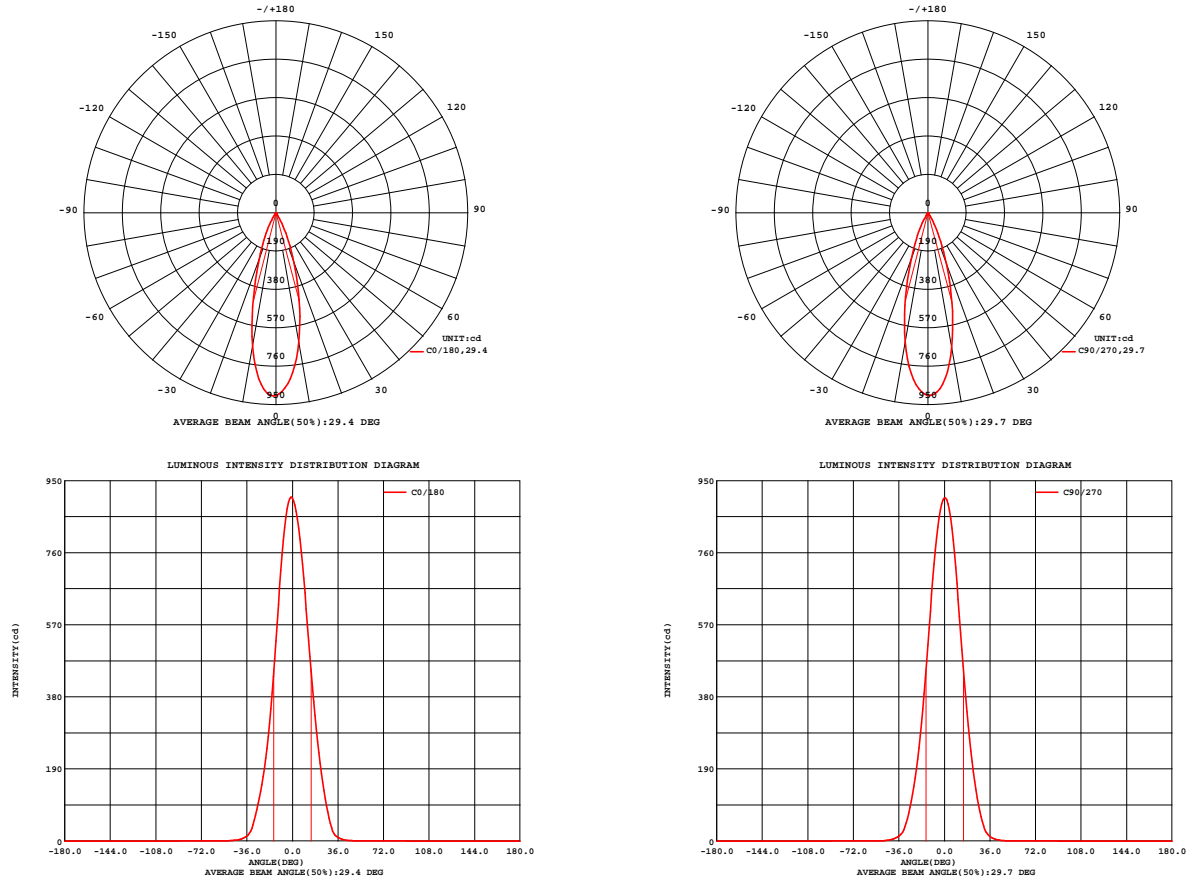 -/+180
-150
150
-120
120
-90
90
-60
60
-30
30
0
190
380
570
760
950
0
UNIT:cd
C0/180,29.4
AVERAGE BEAM ANGLE(50%):29.4 DEG
-/+180
-150
150
-120
120
-90
90
-60
60
-30
30
0
190
380
570
760
950
0
UNIT:cd
C90/270,29.7
AVERAGE BEAM ANGLE(50%):29.7 DEG
LUMINOUS INTENSITY DISTRIBUTION DIAGRAM
C0/180
INTENSITY(cd)
950
760
570
380
190
0
-180.0 -144.0 -108.0 -72.0 -36.0 0.0 36.0 72.0 108.0 144.0 180.0
ANGLE(DEG)
AVERAGE BEAM ANGLE(50%):29.4 DEG
LUMINOUS INTENSITY DISTRIBUTION DIAGRAM
C90/270
INTENSITY(cd)
950
760
570
380
190
0
-180.0 -144.0 -108.0 -72.0 -36.0 0.0 36.0 72.0 108.0 144.0 180.0
ANGLE(DEG)
AVERAGE BEAM ANGLE(50%):29.7 DEG